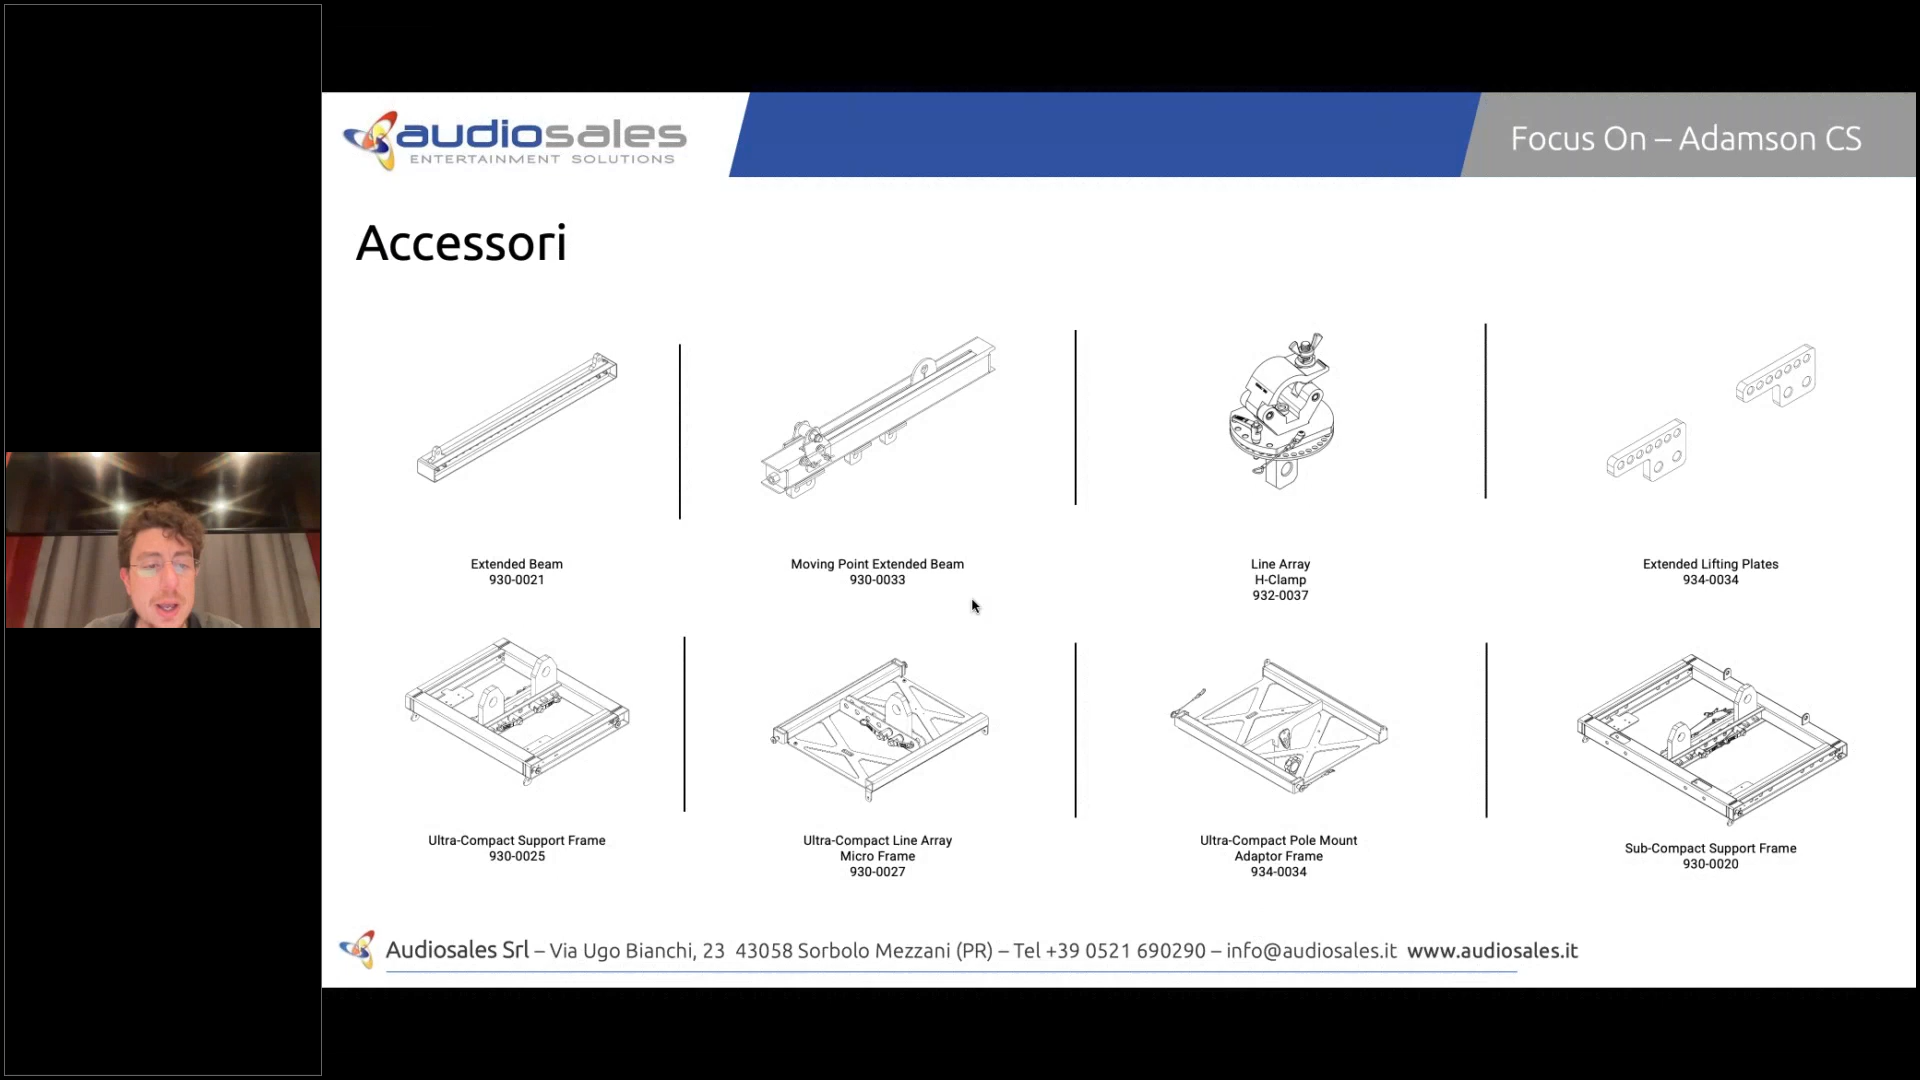 audiosales
ENTERTAINMENT SOLUTIONS
Focus On – Adamson CS
Accessori
Extended Beam
930-0021
Moving Point Extended Beam
930-0033
Line Array
H-Clamp
932-0037
Extended Lifting Plates
934-0034
Ultra-Compact Support Frame
930-0025
Ultra-Compact Line Array
Micro Frame
930-0027
Ultra-Compact Pole Mount
Adaptor Frame
934-0034
Sub-Compact Support Frame
930-0020
Audiosales Srl – Via Ugo Bianchi, 23 43058 Sorbolo Mezzani (PR) – Tel +39 0521 690290 – info@audiosales.it www.audiosales.it